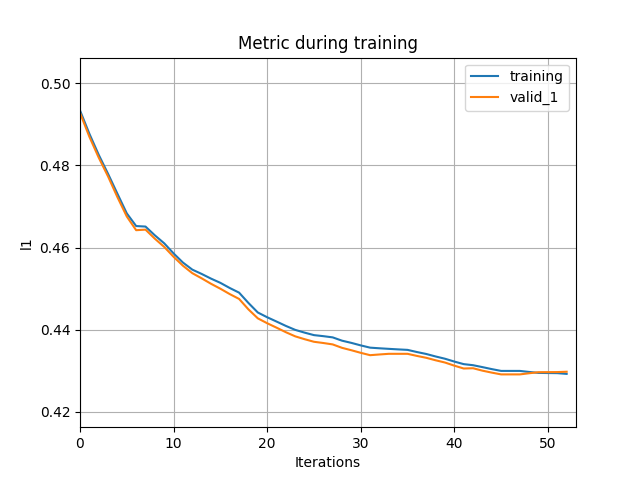 Metric during training
training
valid_1
0.50
0.48
0.46
0.44
0.42
l1
0 10 20 30 40 50
Iterations